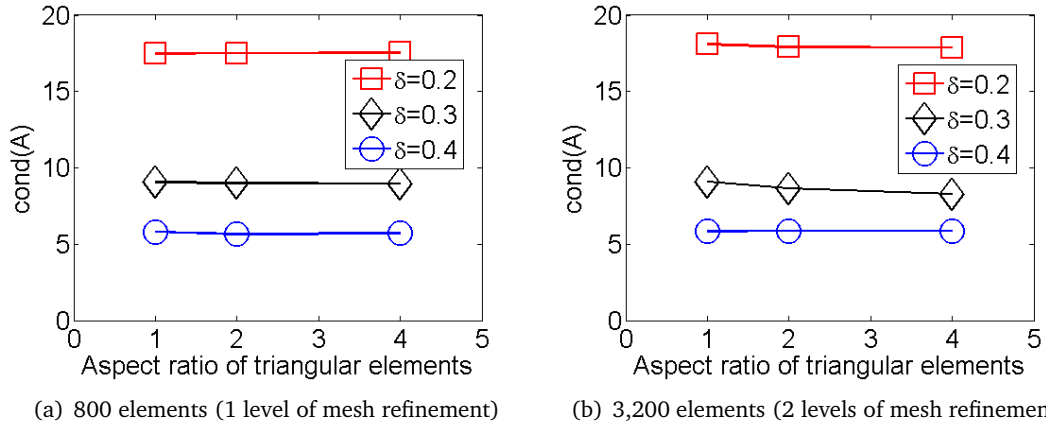 20
15
10
5
0
cond(A)
δ=0.2
δ=0.3
δ=0.4
0 1 2 3 4 5
Aspect ratio of triangular elements
(a) 800 elements (1 level of mesh refinement)
20
15
10
5
0
cond(A)
δ=0.2
δ=0.3
δ=0.4
0 1 2 3 4 5
Aspect ratio of triangular elements
(b) 3,200 elements (2 levels of mesh refinemen